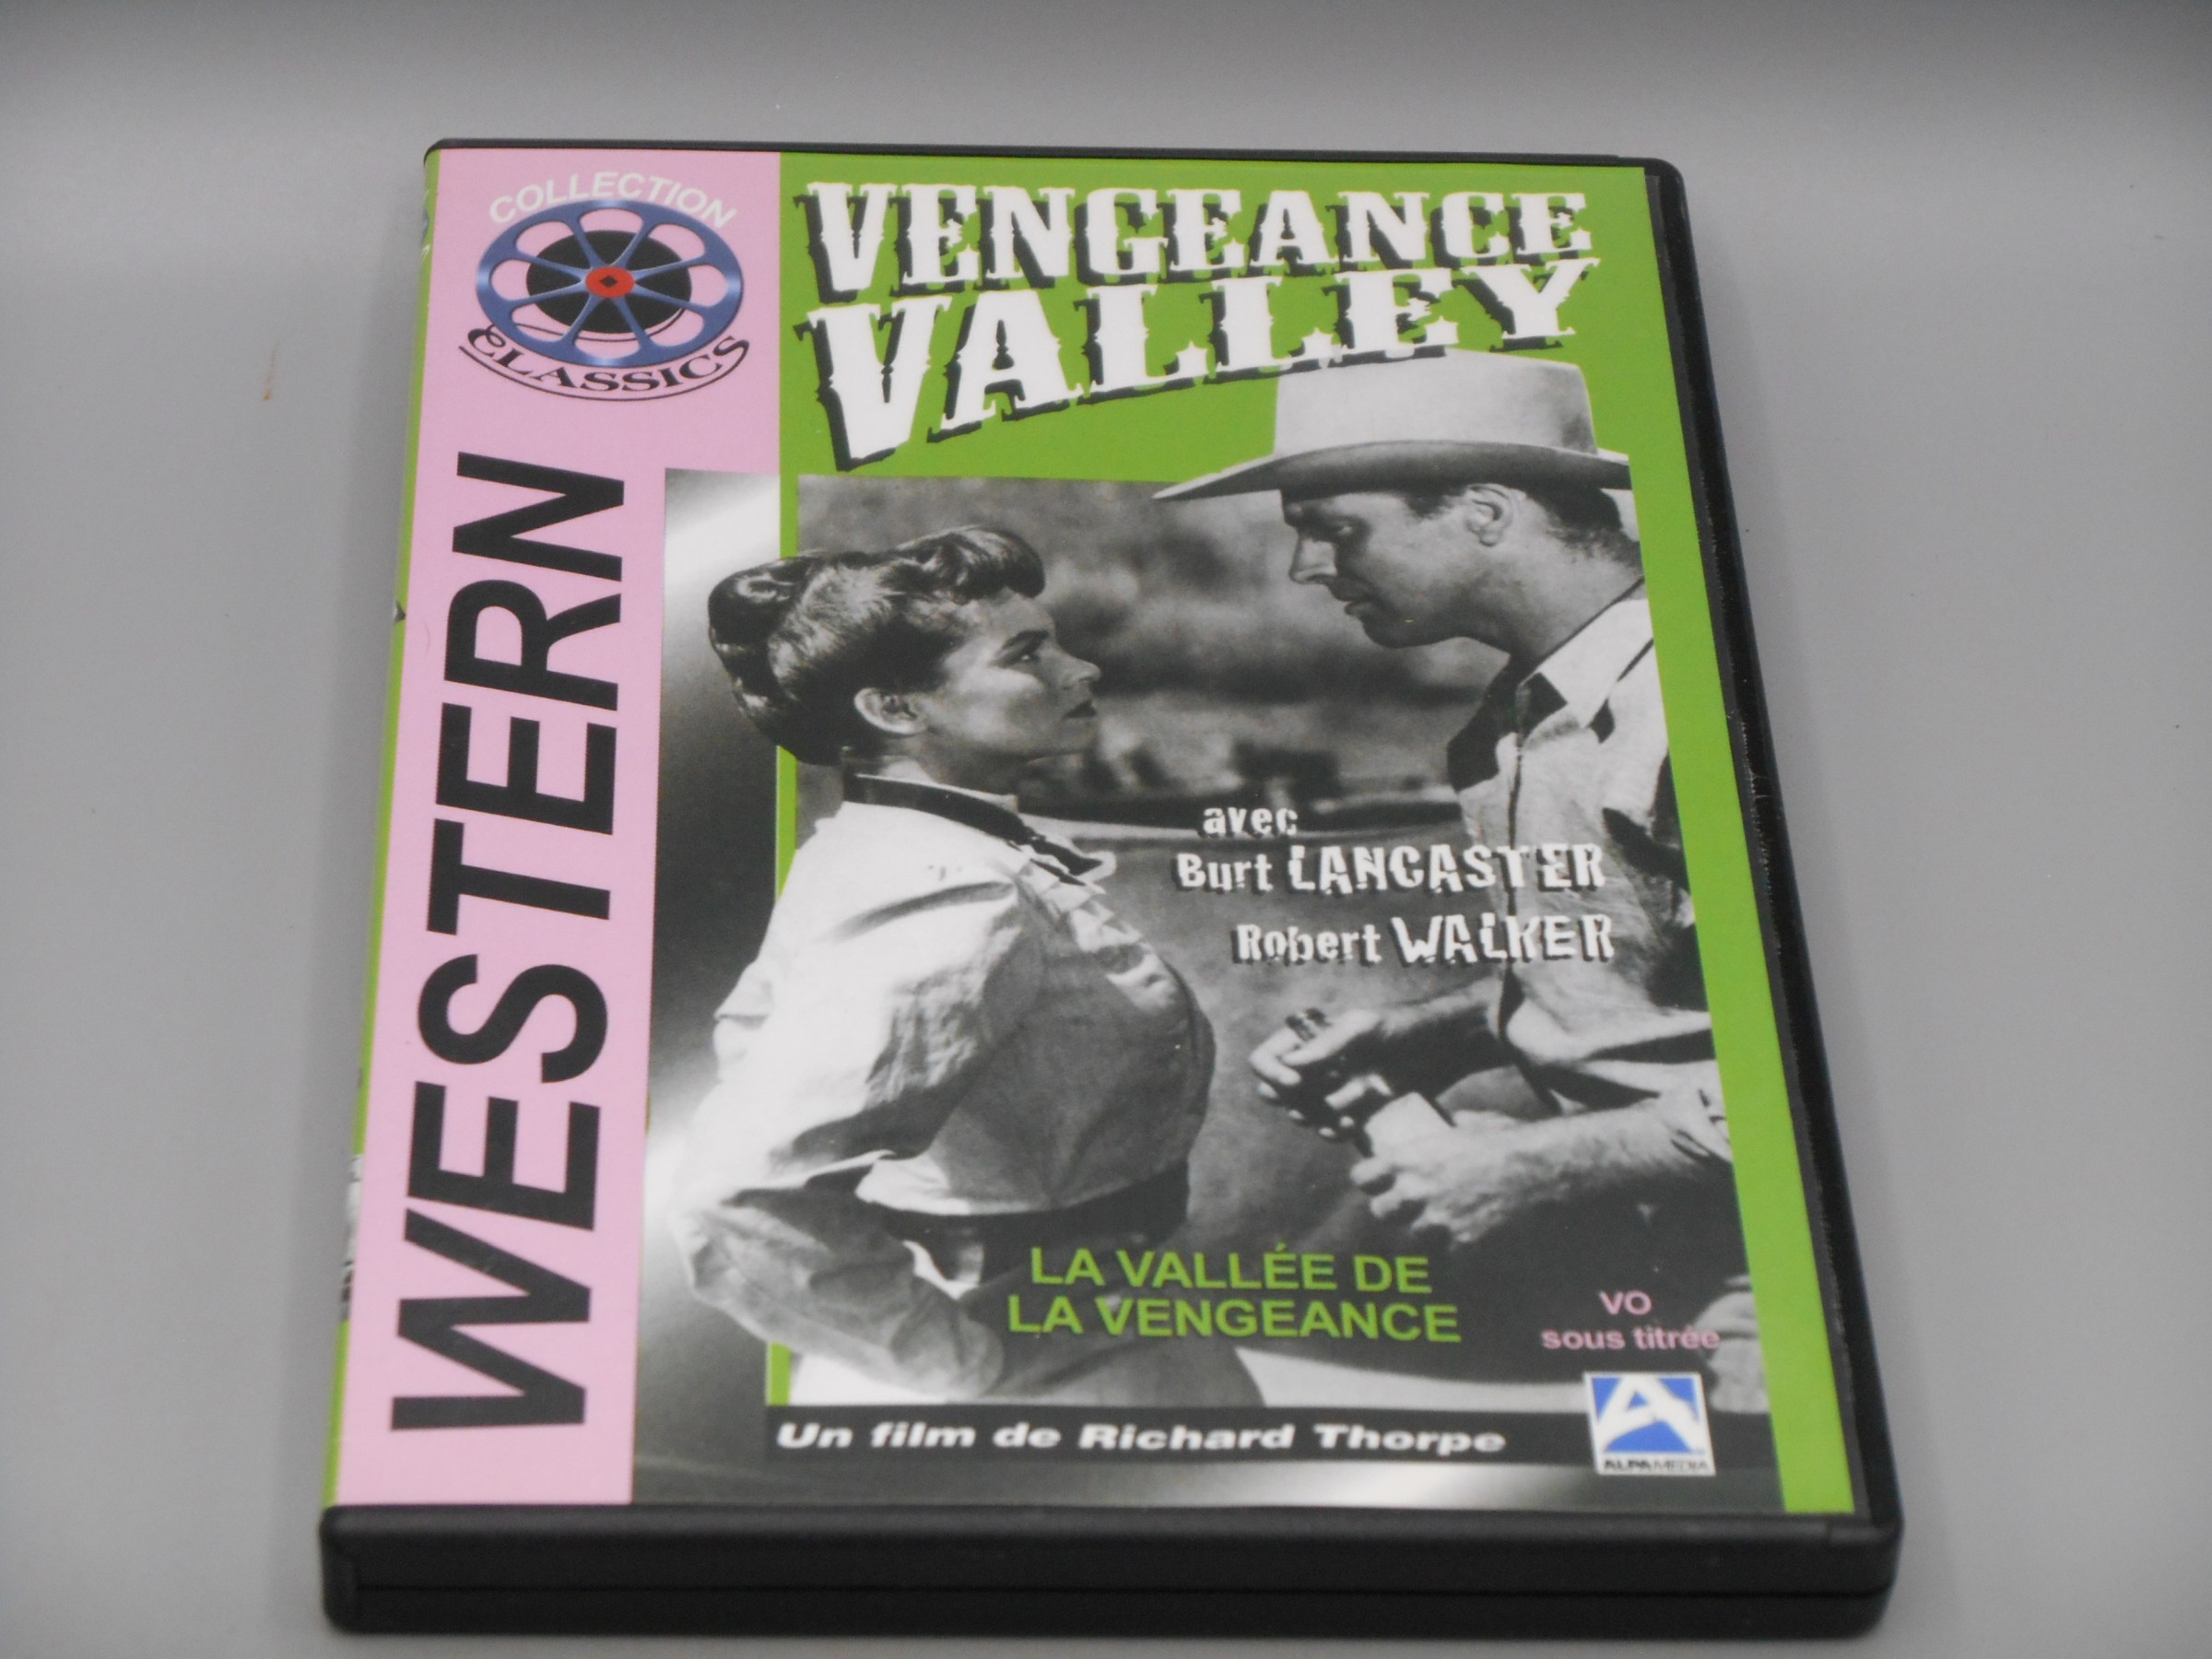 COLLECTION
CLASSICS
WESTERN
VENGEANCE
VALLEY
avec
Burt LANCASTER
Robert WALKER
LA VALLÉE DE
LA VENGEANCE
VO
sous titrée
Un film de Richard Thorpe
ALPAMEDIA